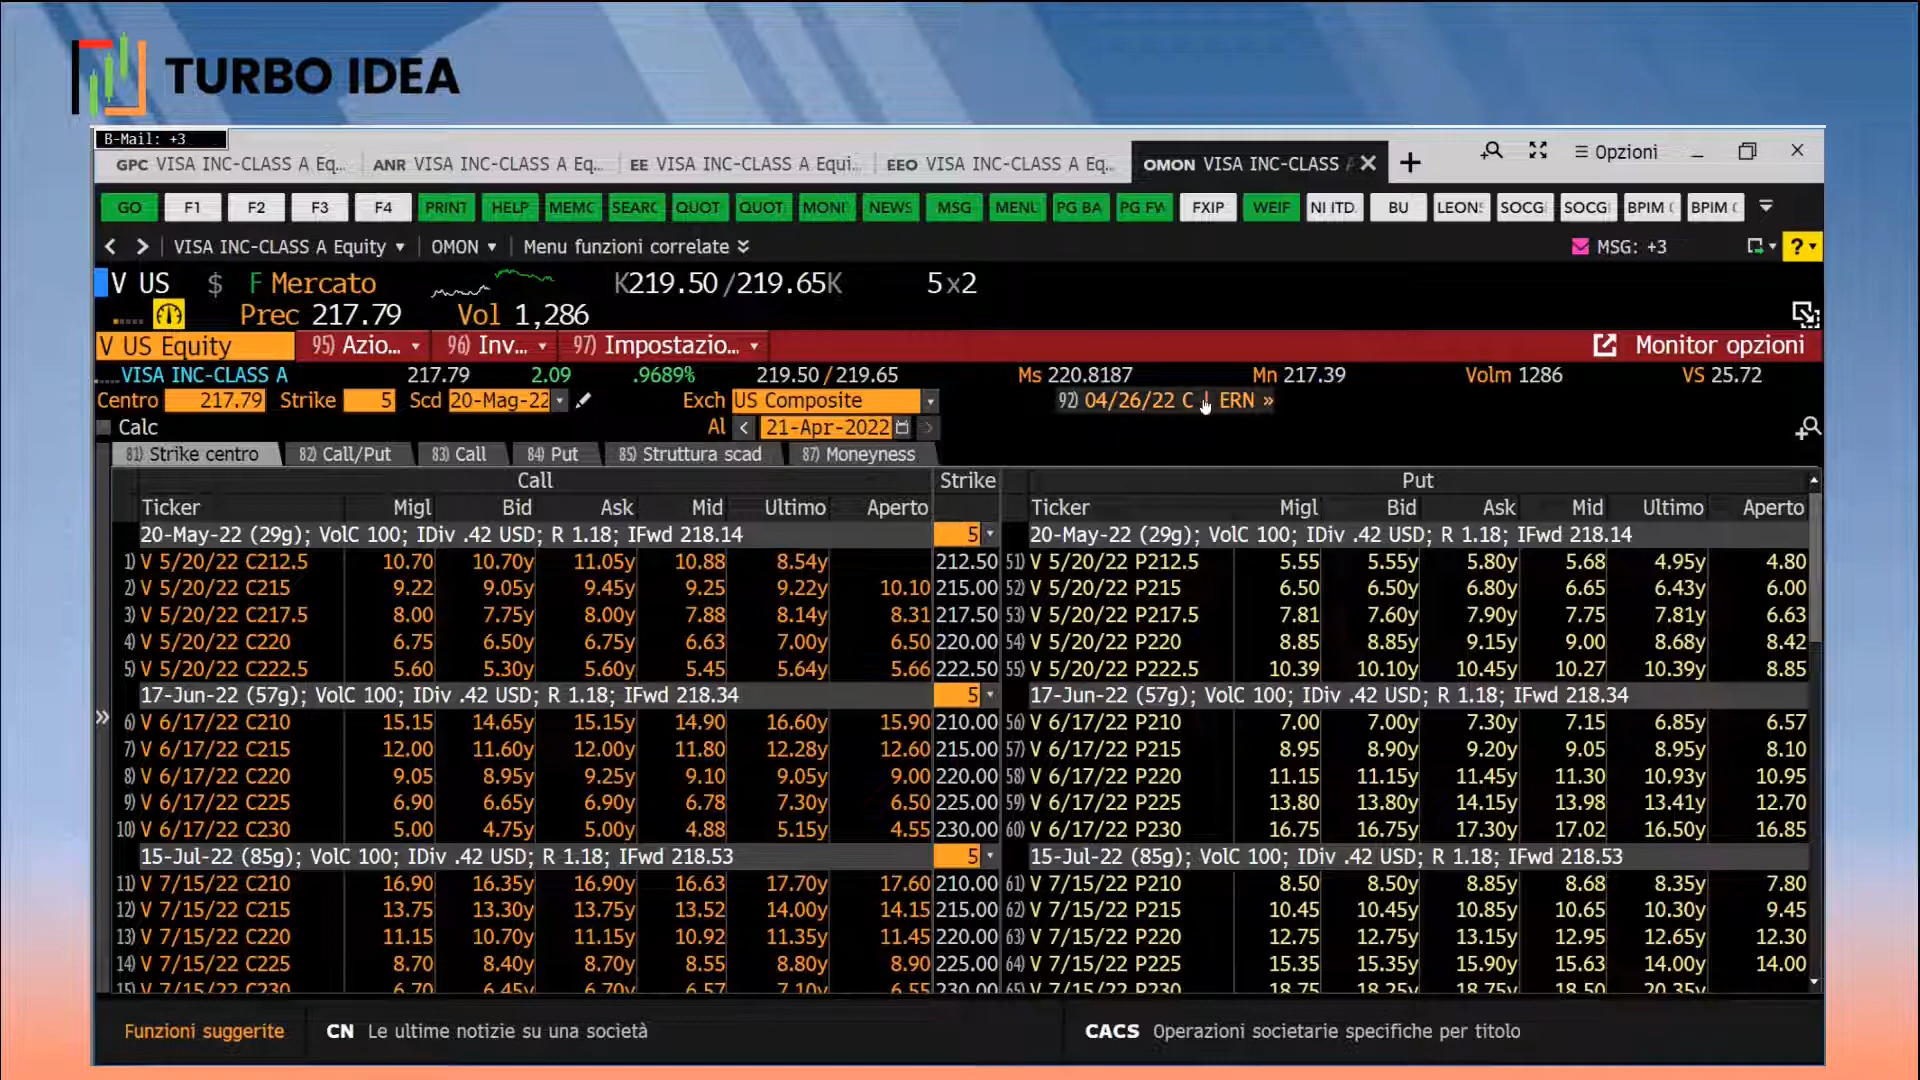 TURBO IDEA
B-Mail: +3
GPC VISA INC-CLASS A Eq... ANR VISA INC-CLASS A Eq... EE VISA INC-CLASS A Equi... EEO VISA INC-CLASS A Eq... OMON VISA INC-CLASS Opzioni
GO F1 F2 F3 F4 PRINT HELP MEMC SEARC QUOT QUOT MONI NEWS MSG MENU PG BA PG FW FXIP WEIF NI ITD BU LEON SOCG SOCG BPIM BPIM
VISA INC-CLASS A Equity OMON Menu funzioni correlate MSG: +3 ?
V US $ F Mercato K219.50/219.65K 5x2
Prec 217.79 Vol 1,286
V US Equity 95) Azio... 96) Inv... 97) Impostazio... Monitor opzioni
VISA INC-CLASS A 217.79 2.09 .9689% 219.50/219.65 Ms 220.8187 Mn 217.39 Volm 1286 VS 25.72
Centro 217.79 Strike 5 Scd 20-Mag-22 Exch US Composite 92) 04/26/22 C ERN »
Calc Al < 21-Apr-2022 >
81) Strike centro 82) Call/Put 83) Call 84) Put 85) Struttura scad 87) Moneyness
Call Strike Put
Ticker Migl Bid Ask Mid Ultimo Aperto Ticker Migl Bid Ask Mid Ultimo Aperto
20-May-22 (29g); VolC 100; IDiv .42 USD; R 1.18; IFwd 218.14 5 20-May-22 (29g); VolC 100; IDiv .42 USD; R 1.18; IFwd 218.14
1) V 5/20/22 C212.5 10.70 10.70y 11.05y 10.88 8.54y 212.50 51) V 5/20/22 P212.5 5.55 5.55y 5.80y 5.68 4.95y 4.80
2) V 5/20/22 C215 9.22 9.05y 9.45y 9.25 9.22y 10.10 215.00 52) V 5/20/22 P215 6.50 6.50y 6.80y 6.65 6.43y 6.00
3) V 5/20/22 C217.5 8.00 7.75y 8.00y 7.88 8.14y 8.31 217.50 53) V 5/20/22 P217.5 7.81 7.60y 7.90y 7.75 7.81y 6.63
4) V 5/20/22 C220 6.75 6.50y 6.75y 6.63 7.00y 6.50 220.00 54) V 5/20/22 P220 8.85 8.85y 9.15y 9.00 8.68y 8.42
5) V 5/20/22 C222.5 5.60 5.30y 5.60y 5.45 5.64y 5.66 222.50 55) V 5/20/22 P222.5 10.39 10.10y 10.45y 10.27 10.39y 8.85
17-Jun-22 (57g); VolC 100; IDiv .42 USD; R 1.18; IFwd 218.34 5 17-Jun-22 (57g); VolC 100; IDiv .42 USD; R 1.18; IFwd 218.34
6) V 6/17/22 C210 15.15 14.65y 15.15y 14.90 16.60y 15.90 210.00 56) V 6/17/22 P210 7.00 7.00y 7.30y 7.15 6.85y 6.57
7) V 6/17/22 C215 12.00 11.60y 12.00y 11.80 12.28y 12.60 215.00 57) V 6/17/22 P215 8.95 8.90y 9.20y 9.05 8.95y 8.10
8) V 6/17/22 C220 9.05 8.95y 9.25y 9.10 9.05y 9.00 220.00 58) V 6/17/22 P220 11.15 11.15y 11.45y 11.30 10.93y 10.95
9) V 6/17/22 C225 6.90 6.65y 6.90y 6.78 7.30y 6.50 225.00 59) V 6/17/22 P225 13.80 13.80y 14.15y 13.98 13.41y 12.70
10) V 6/17/22 C230 5.00 4.75y 5.00y 4.88 5.15y 4.55 230.00 60) V 6/17/22 P230 16.75 16.75y 17.30y 17.02 16.50y 16.85
15-Jul-22 (85g); VolC 100; IDiv .42 USD; R 1.18; IFwd 218.53 5 15-Jul-22 (85g); VolC 100; IDiv .42 USD; R 1.18; IFwd 218.53
11) V 7/15/22 C210 16.90 16.35y 16.90y 16.63 17.70y 17.60 210.00 61) V 7/15/22 P210 8.50 8.50y 8.85y 8.68 8.35y 7.80
12) V 7/15/22 C215 13.75 13.30y 13.75y 13.52 14.00y 14.15 215.00 62) V 7/15/22 P215 10.45 10.45y 10.85y 10.65 10.30y 9.45
13) V 7/15/22 C220 11.15 10.70y 11.15y 10.92 11.35y 11.45 220.00 63) V 7/15/22 P220 12.75 12.75y 13.15y 12.95 12.65y 12.30
14) V 7/15/22 C225 8.70 8.40y 8.70y 8.55 8.80y 8.90 225.00 64) V 7/15/22 P225 15.35 15.35y 15.90y 15.63 14.00y 14.00
15) V 7/15/22 C230 6.70 6.45y 6.70y 6.57 7.10y 6.55 230.00 65) V 7/15/22 P230 18.75 18.25y 18.75y 18.50 20.35y
Funzioni suggerite CN Le ultime notizie su una società CACS Operazioni societarie specifiche per titolo